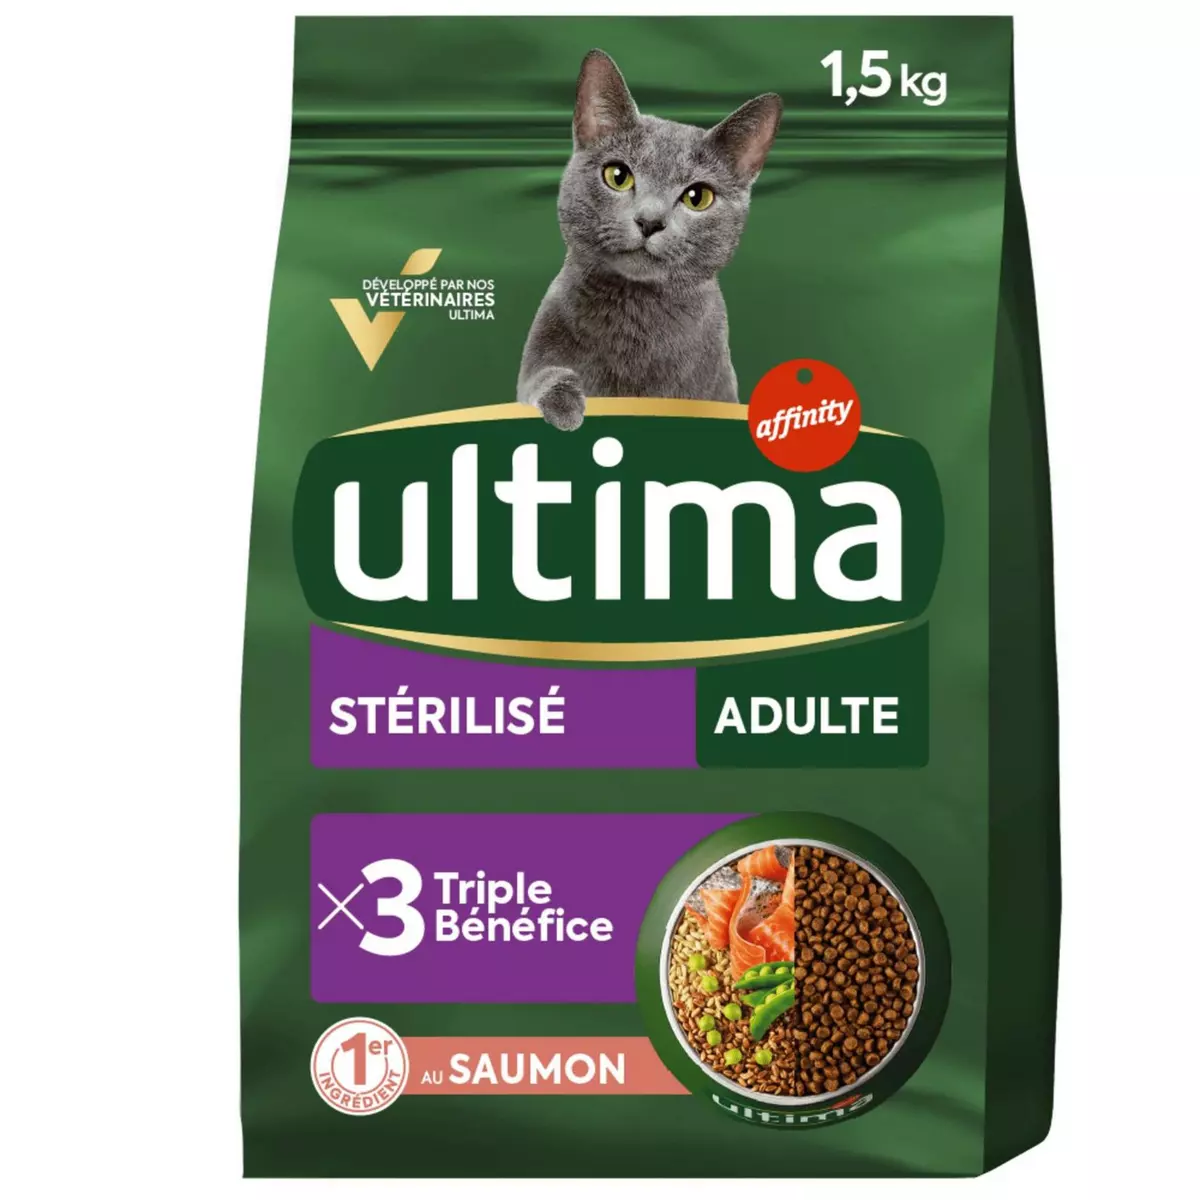 1,5 kg
DÉVELOPPÉ PAR NOS
VÉTÉRINAIRES
ULTIMA
affinity
ultima
STÉRILISÉ
ADULTE
×3 Triple
Bénéfice
1er
INGRÉDIENT
AU SAUMON
ultima